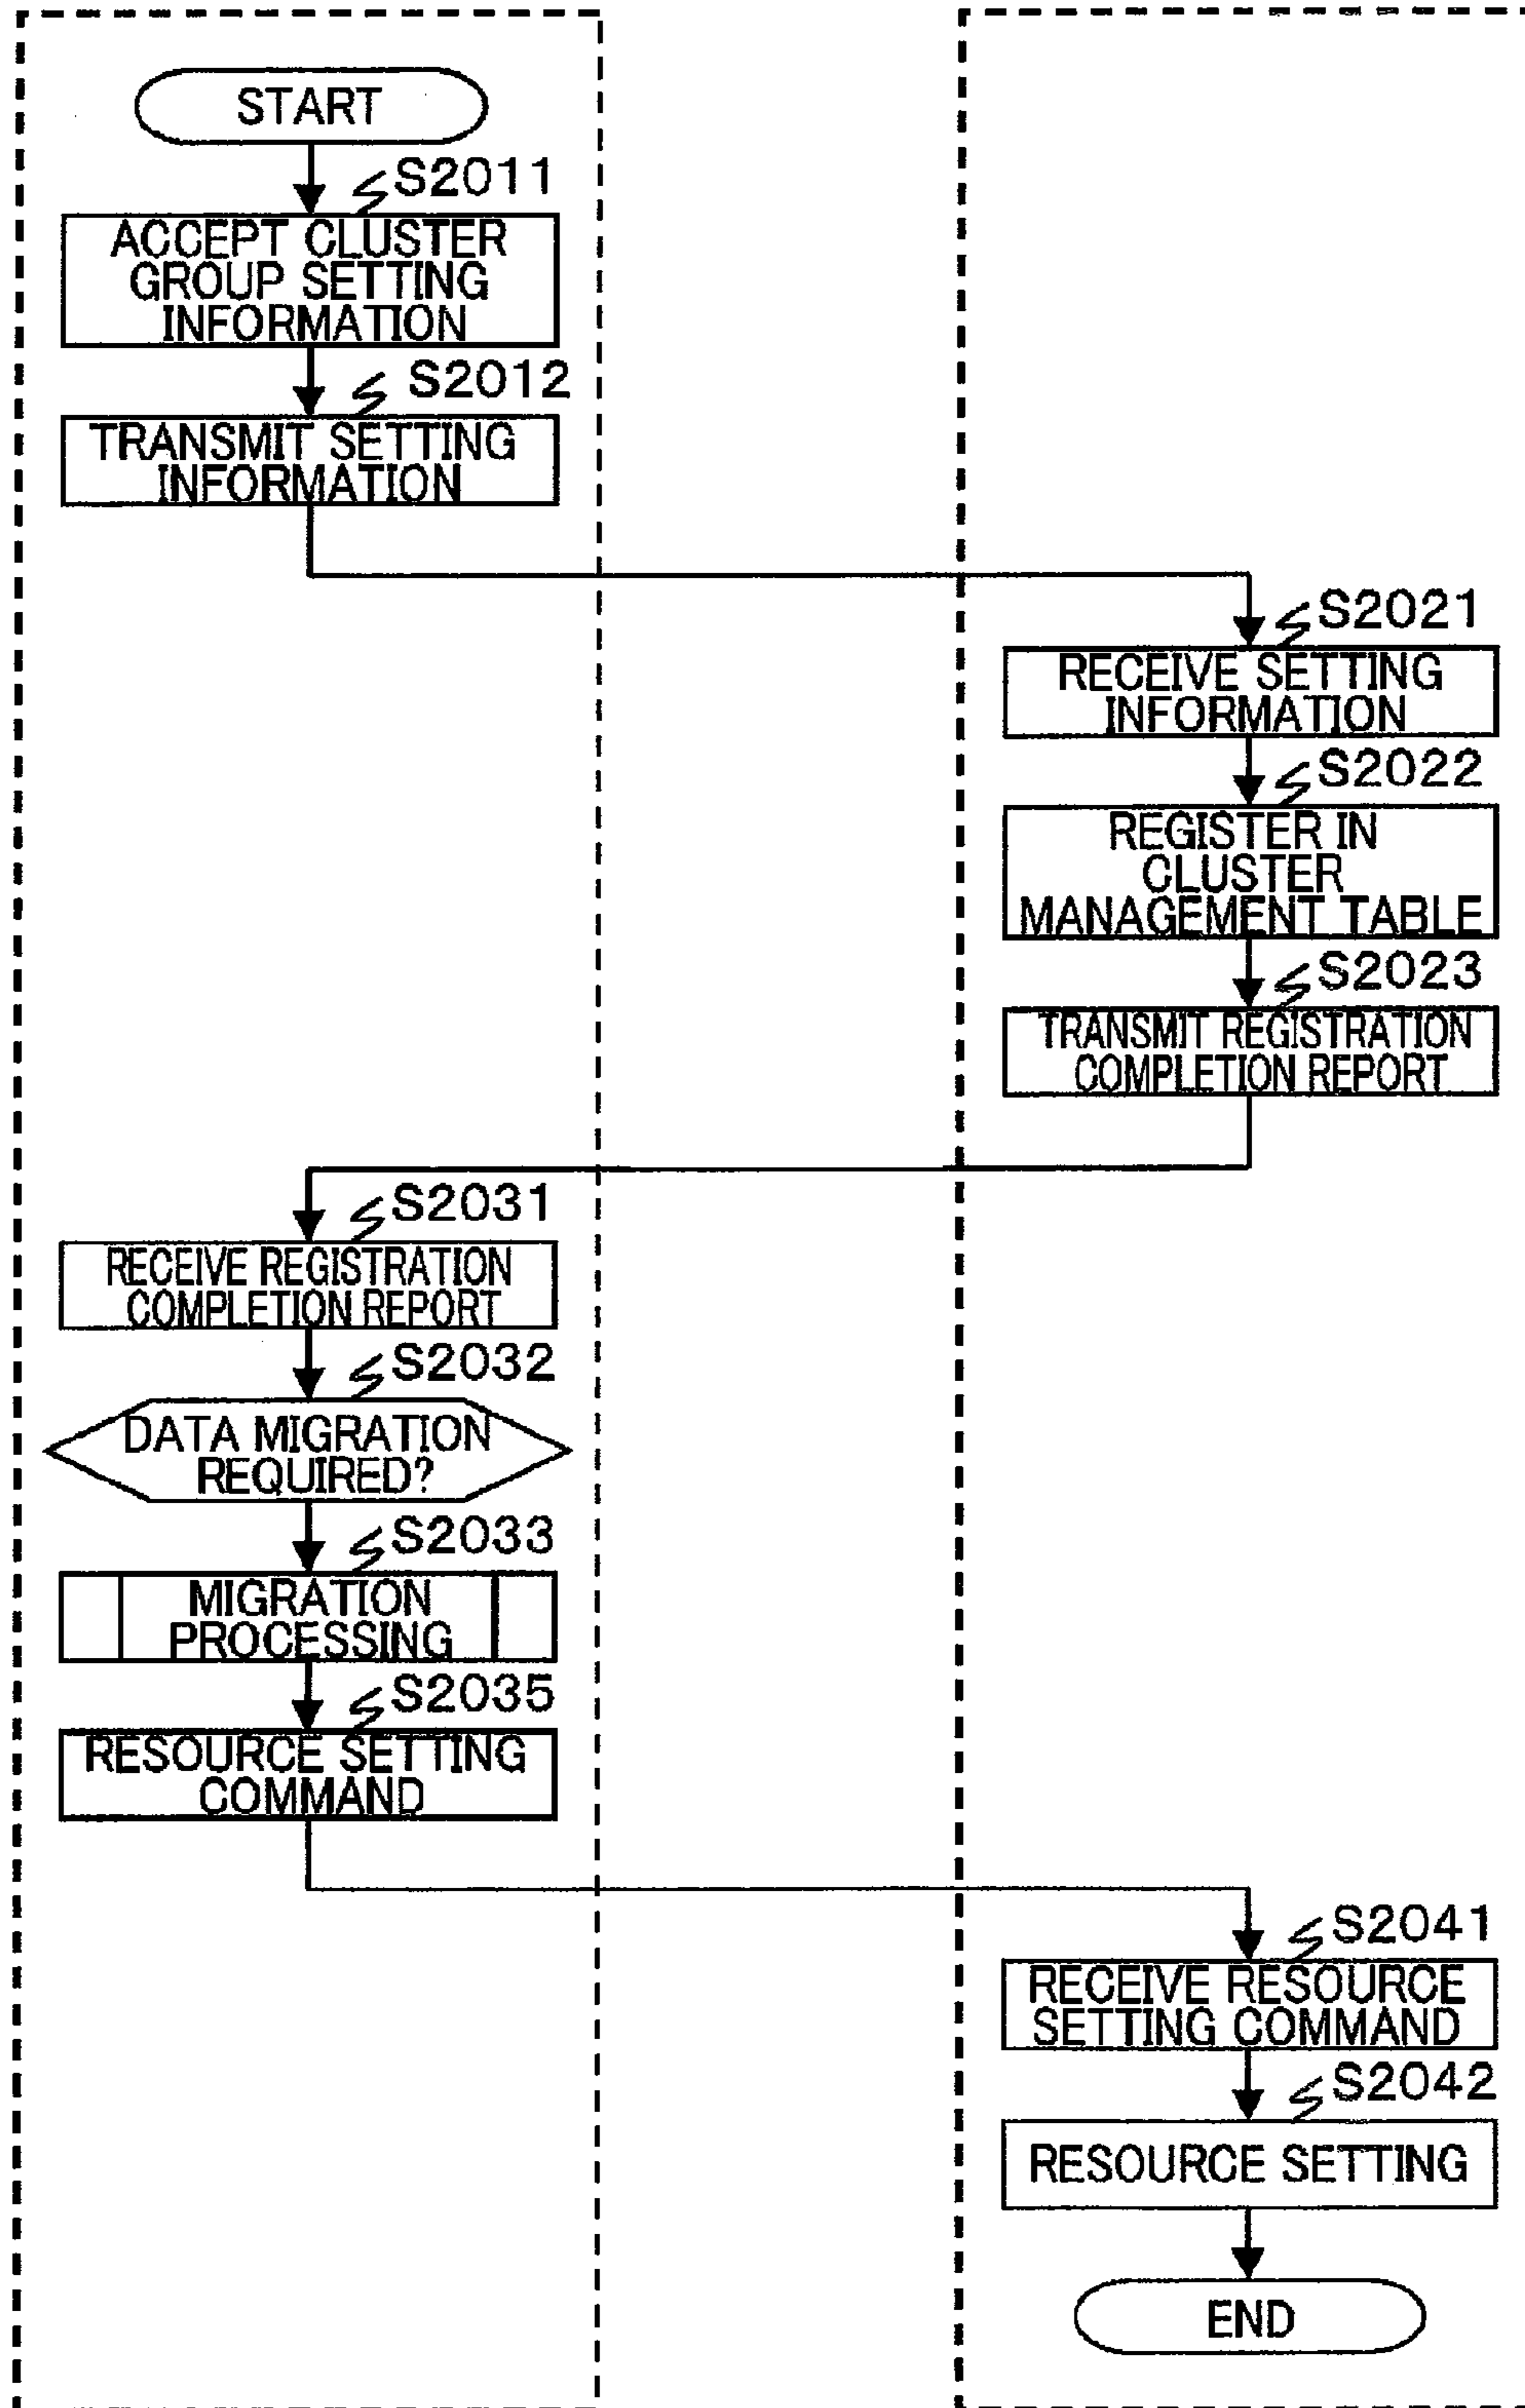 START
S2011
ACCEPT CLUSTER
GROUP SETTING
INFORMATION
S2012
TRANSMIT SETTING
INFORMATION
S2021
RECEIVE SETTING
INFORMATION
S2022
REGISTER IN
CLUSTER
MANAGEMENT TABLE
S2023
TRANSMIT REGISTRATION
COMPLETION REPORT
S2031
RECEIVE REGISTRATION
COMPLETION REPORT
S2032
DATA MIGRATION
REQUIRED?
S2033
MIGRATION
PROCESSING
S2035
RESOURCE SETTING
COMMAND
S2041
RECEIVE RESOURCE
SETTING COMMAND
S2042
RESOURCE SETTING
END